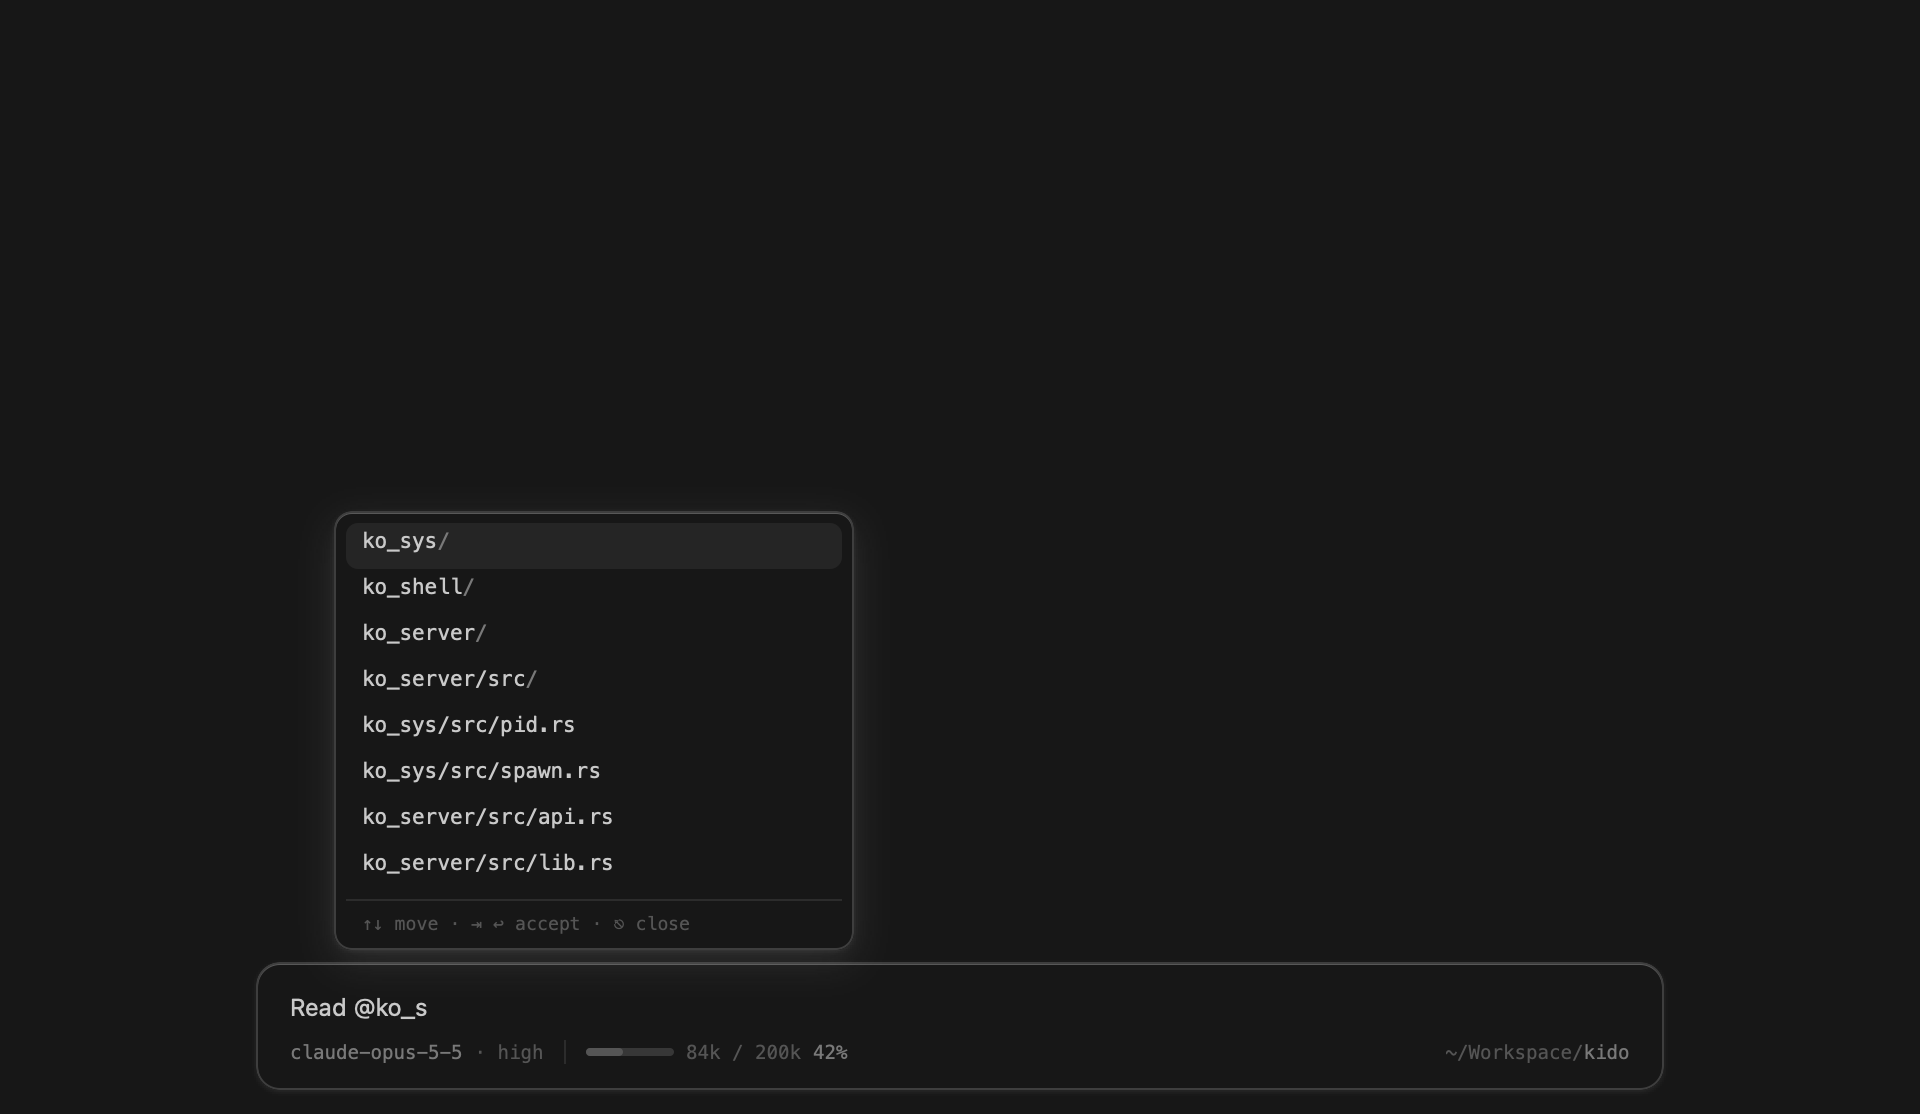 ko_sys/
ko_shell/
ko_server/
ko_server/src/
ko_sys/src/pid.rs
ko_sys/src/spawn.rs
ko_server/src/api.rs
ko_server/src/lib.rs
↑↓ move · ⇥ ↩ accept · ⎋ close
Read @ko_s
claude-opus-5-5 · high | 84k / 200k 42% ~/Workspace/kido